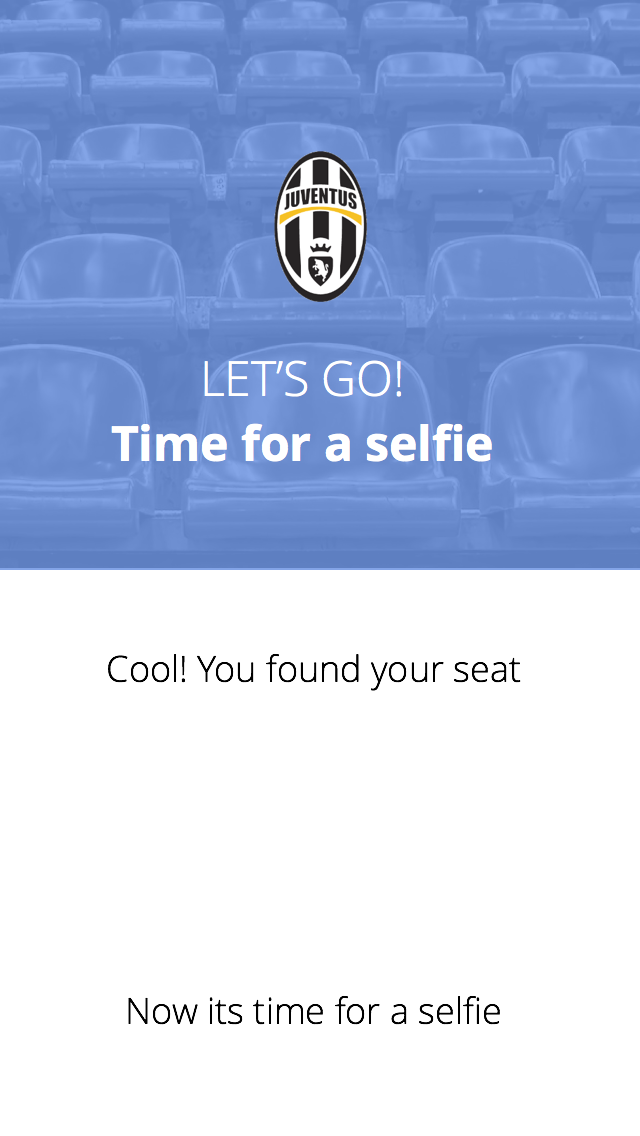 JUVENTUS
LET’S GO!
Time for a selfie
Cool! You found your seat
Now its time for a selfie